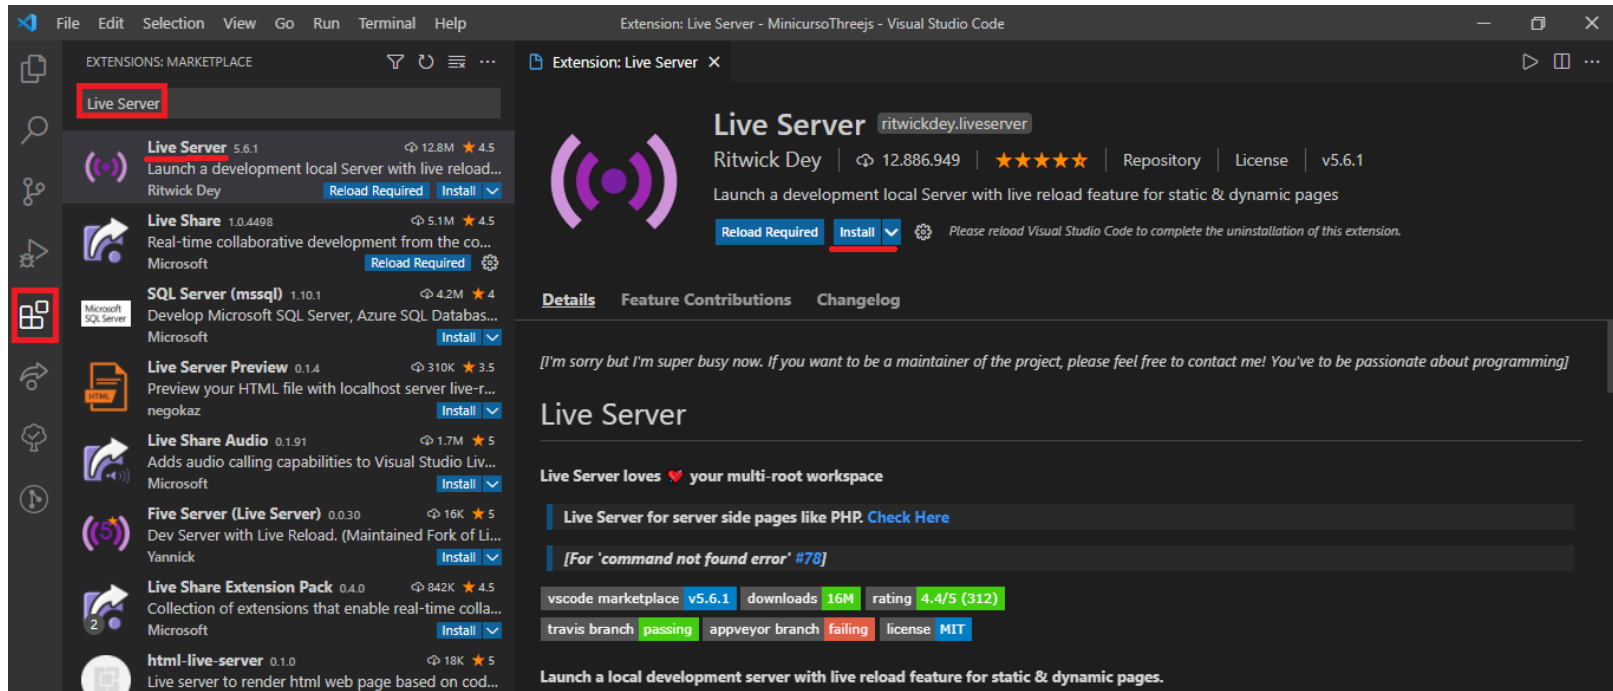 File Edit Selection View Go Run Terminal Help
Extension: Live Server - MinicursoThreejs - Visual Studio Code
EXTENSIONS: MARKETPLACE
Live Server
Live Server 5.6.1 12.8M 4.5
Launch a development local Server with live reload...
Ritwick Dey Reload Required Install
Live Share 1.0.4498 5.1M 4.5
Real-time collaborative development from the co...
Microsoft Reload Required
Microsoft
SQL Server
SQL Server (mssql) 1.10.1 4.2M 4
Develop Microsoft SQL Server, Azure SQL Databas...
Microsoft Install
HTML
Live Server Preview 0.1.4 310K 3.5
Preview your HTML file with localhost server live-r...
negokaz Install
Live Share Audio 0.1.91 1.7M 5
Adds audio calling capabilities to Visual Studio Liv...
Microsoft Install
5
Five Server (Live Server) 0.0.30 16K 5
Dev Server with Live Reload. (Maintained Fork of Li...
Yannick Install
2
Live Share Extension Pack 0.4.0 842K 4.5
Collection of extensions that enable real-time colla...
Microsoft Install
html-live-server 0.1.0 18K 5
Live server to render html web page based on cod...
Extension: Live Server
Live Server ritwickdey.liveserver
Ritwick Dey 12.886.949 Repository License v5.6.1
Launch a development local Server with live reload feature for static & dynamic pages
Reload Required Install Please reload Visual Studio Code to complete the uninstallation of this extension.
Details Feature Contributions Changelog
[I'm sorry but I'm super busy now. If you want to be a maintainer of the project, please feel free to contact me! You've to be passionate about programming]
Live Server
Live Server loves 💖 your multi-root workspace
Live Server for server side pages like PHP. Check Here
[For 'command not found error' #78]
vscode marketplace v5.6.1 downloads 16M rating 4.4/5 (312)
travis branch passing appveyor branch failing license MIT
Launch a local development server with live reload feature for static & dynamic pages.